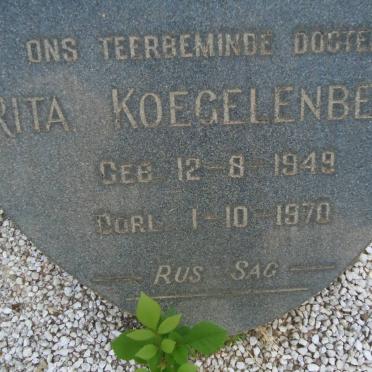 ONS TEERBEMINDE DOGTER
RITA KOEGELENBE
GEB 12-8-1949
OORL 1-10-1970
RUS SAG